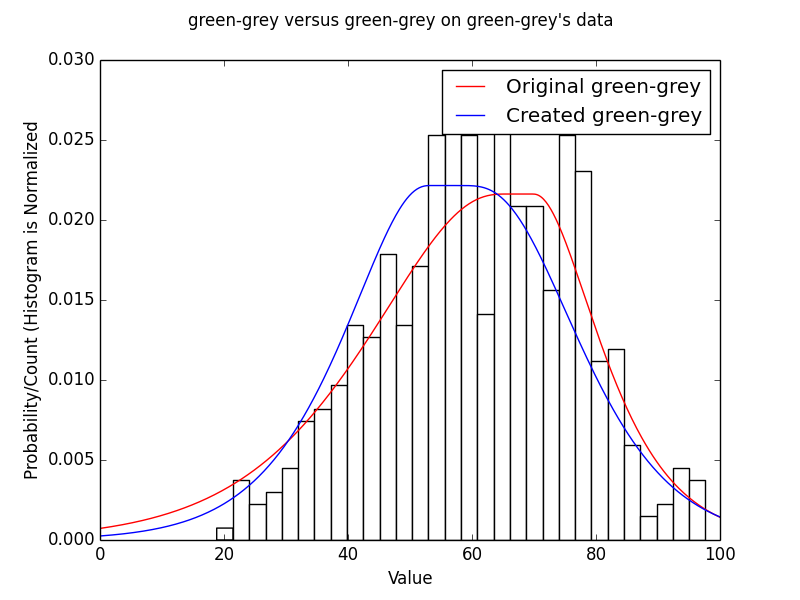 green-grey versus green-grey on green-grey's data
0.030
0.025
0.020
0.015
0.010
0.005
0.000
Probability/Count (Histogram is Normalized
Original green-grey
Created green-grey
0
20
40
60
80
100
Value